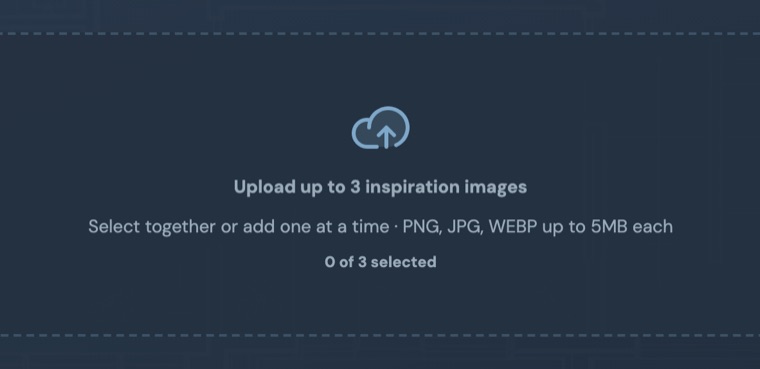 Upload up to 3 inspiration images
Select together or add one at a time · PNG, JPG, WEBP up to 5MB each
0 of 3 selected